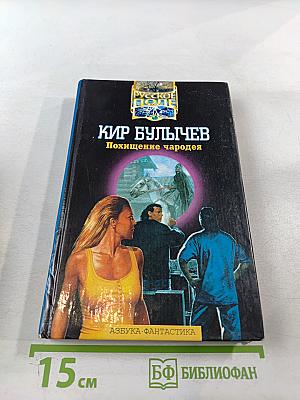 РУССКОЕ
ПОЛЕ
КИР БУЛЫЧЕВ
Похищение чародея
АЗБУКА-ФАНТАСТИКА
15 см
БФ БИБЛИОФАН